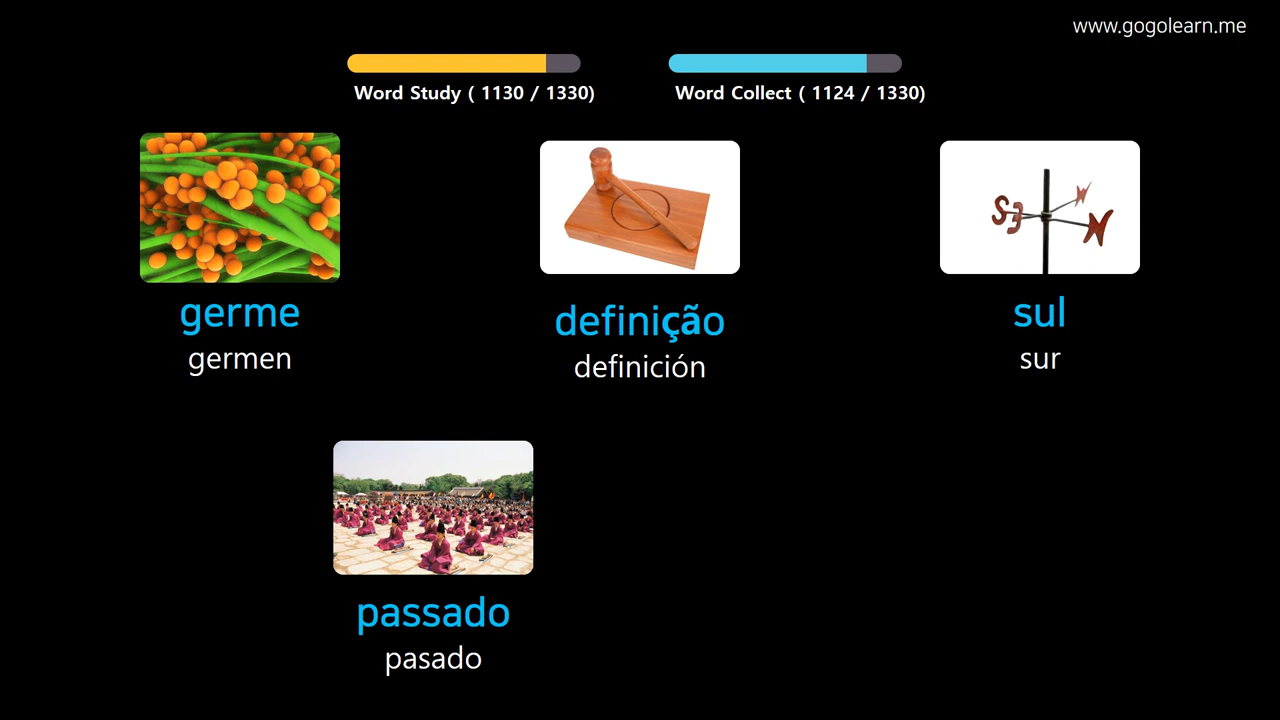 www.gogolearn.me
Word Study ( 1130 / 1330)
Word Collect ( 1124 / 1330)
germe
germen
definição
definición
sul
sur
passado
pasado